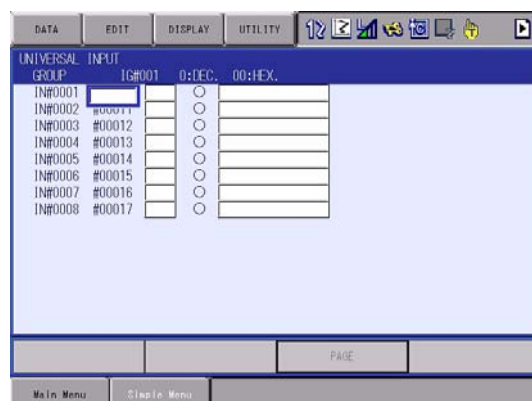 DATA EDIT DISPLAY UTILITY
UNIVERSAL INPUT
GROUP IG#001 0:DEC. 00:HEX.
IN#0001
IN#0002 #00011
IN#0003 #00012
IN#0004 #00013
IN#0005 #00014
IN#0006 #00015
IN#0007 #00016
IN#0008 #00017
PAGE
Main Menu Simple Menu